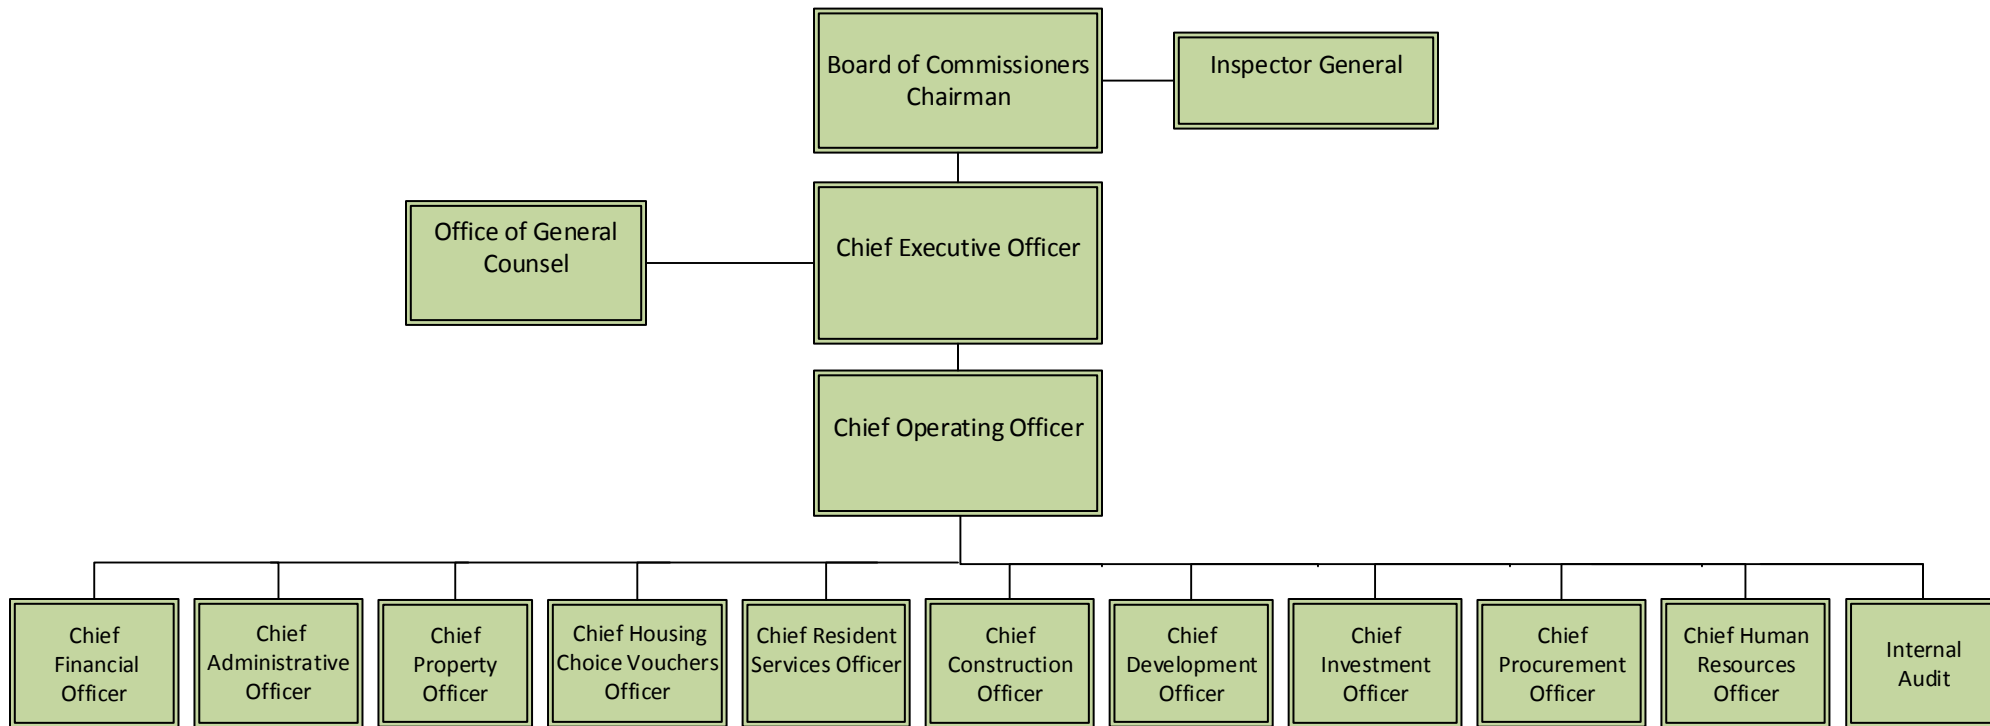 Board of Commissioners
Chairman
Inspector General
Office of General
Counsel
Chief Executive Officer
Chief Operating Officer
Chief
Financial
Officer
Chief
Administrative
Officer
Chief
Property
Officer
Chief Housing
Choice Vouchers
Officer
Chief Resident
Services Officer
Chief
Construction
Officer
Chief
Development
Officer
Chief
Investment
Officer
Chief
Procurement
Officer
Chief Human
Resources
Officer
Internal
Audit